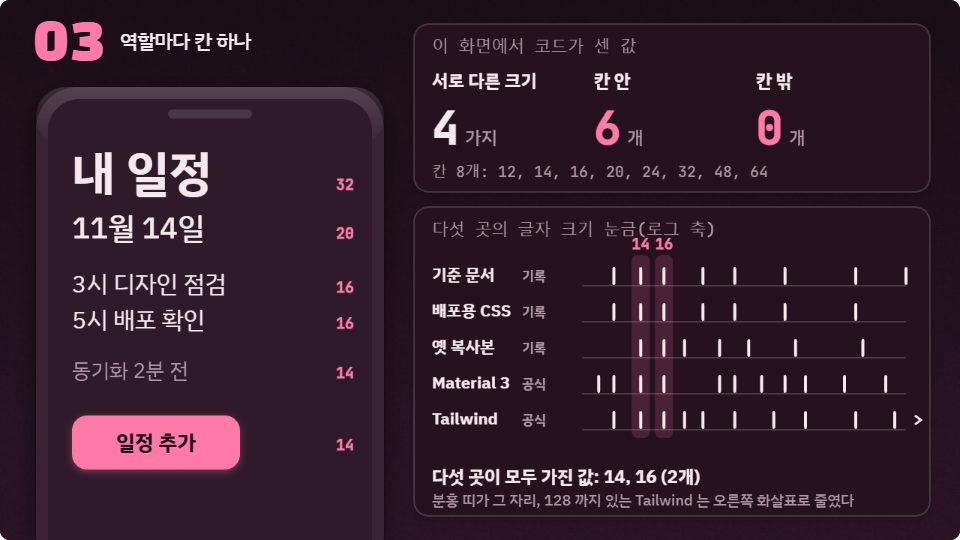 03 역할마다 칸 하나
내 일정 32
11월 14일 20
3시 디자인 점검 16
5시 배포 확인 16
동기화 2분 전 14
일정 추가 14
이 화면에서 코드가 센 값
서로 다른 크기 칸 안 칸 밖
4 가지 6 개 0 개
칸 8개: 12, 14, 16, 20, 24, 32, 48, 64
다섯 곳의 글자 크기 눈금(로그 축)
14 16
기준 문서 기록
배포용 CSS 기록
옛 복사본 기록
Material 3 공식
Tailwind 공식 >
다섯 곳이 모두 가진 값: 14, 16 (2개)
분홍 띠가 그 자리, 128 까지 있는 Tailwind 는 오른쪽 화살표로 줄였다